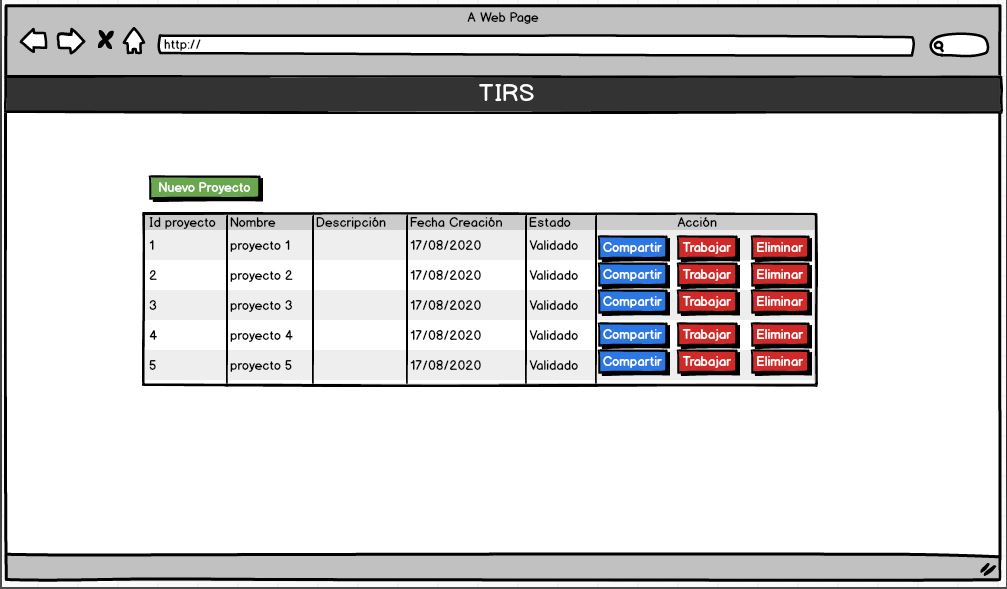 A Web Page
http://
TIRS
Nuevo Proyecto
Id proyecto Nombre Descripción Fecha Creación Estado Acción
1 proyecto 1 17/08/2020 Validado Compartir Trabajar Eliminar
2 proyecto 2 17/08/2020 Validado Compartir Trabajar Eliminar
3 proyecto 3 17/08/2020 Validado Compartir Trabajar Eliminar
4 proyecto 4 17/08/2020 Validado Compartir Trabajar Eliminar
5 proyecto 5 17/08/2020 Validado Compartir Trabajar Eliminar